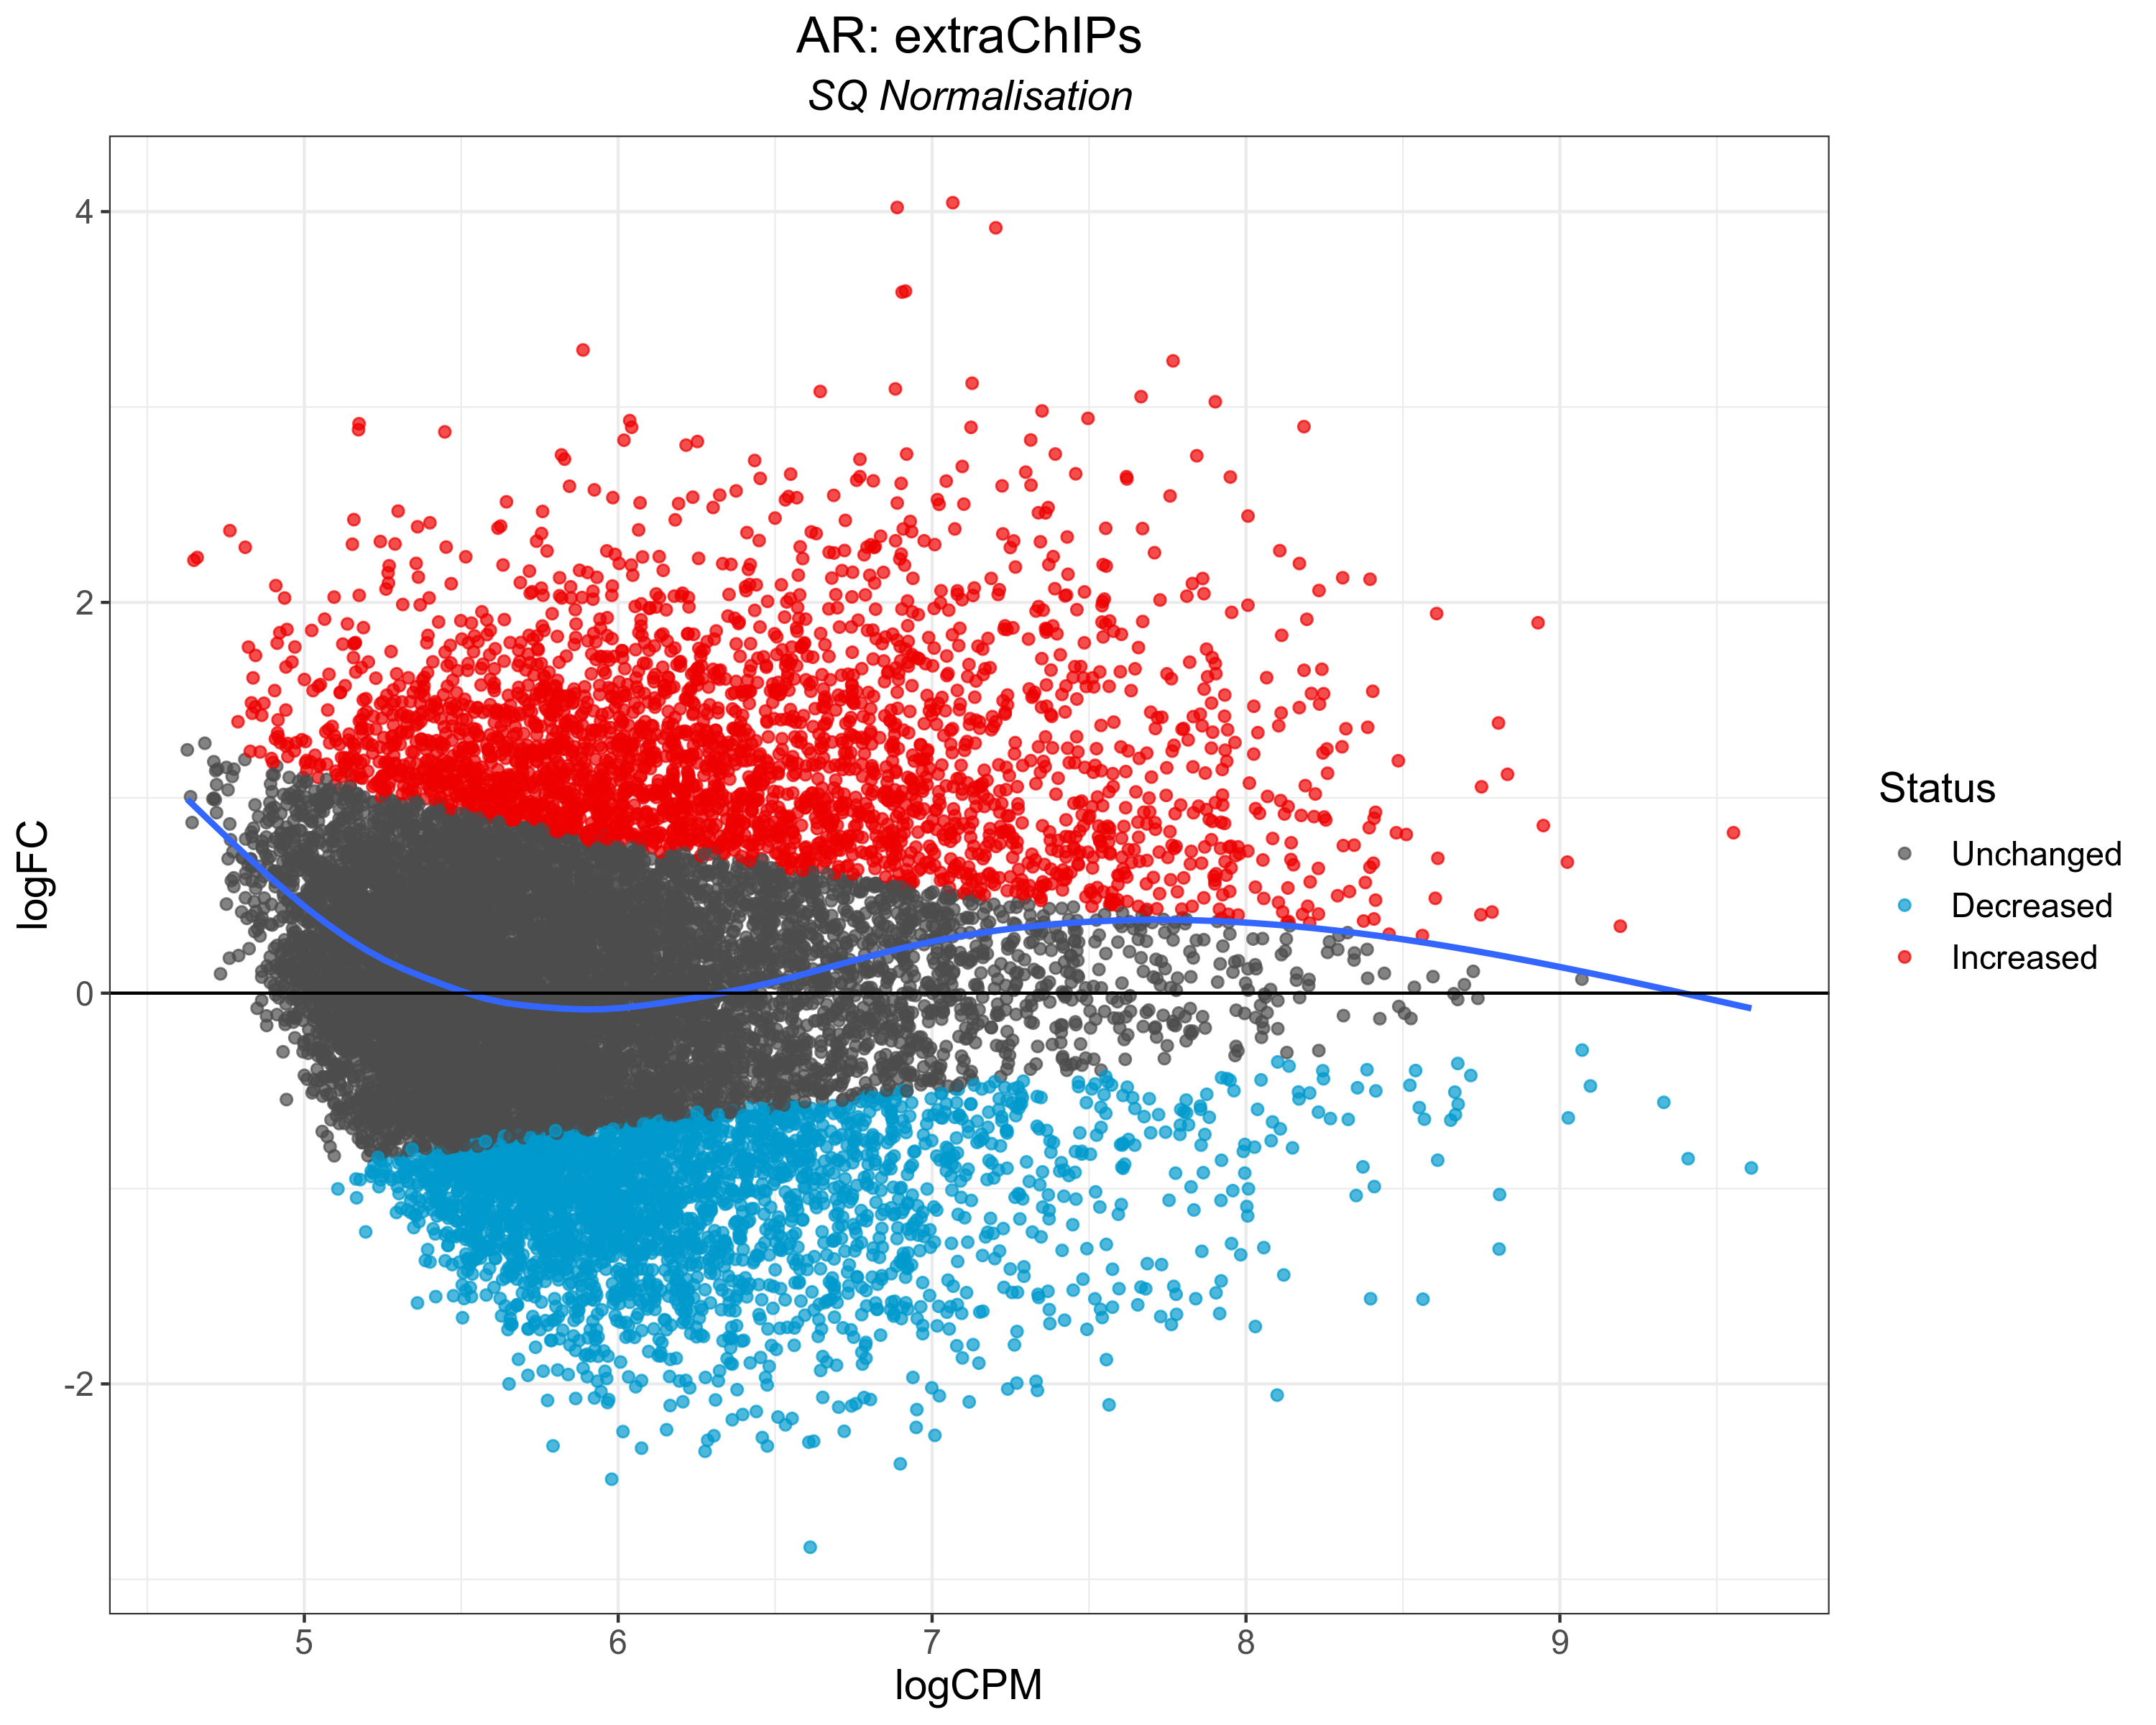 AR: extraChIPs
SQ Normalisation
logFC
4
2
0
-2
5 6 7 8 9
logCPM
Status
Unchanged
Decreased
Increased